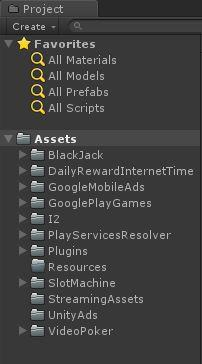 Project
Create
Favorites
All Materials
All Models
All Prefabs
All Scripts
Assets
BlackJack
DailyRewardInternetTime
GoogleMobileAds
GooglePlayGames
I2
PlayServicesResolver
Plugins
Resources
SlotMachine
StreamingAssets
UnityAds
VideoPoker